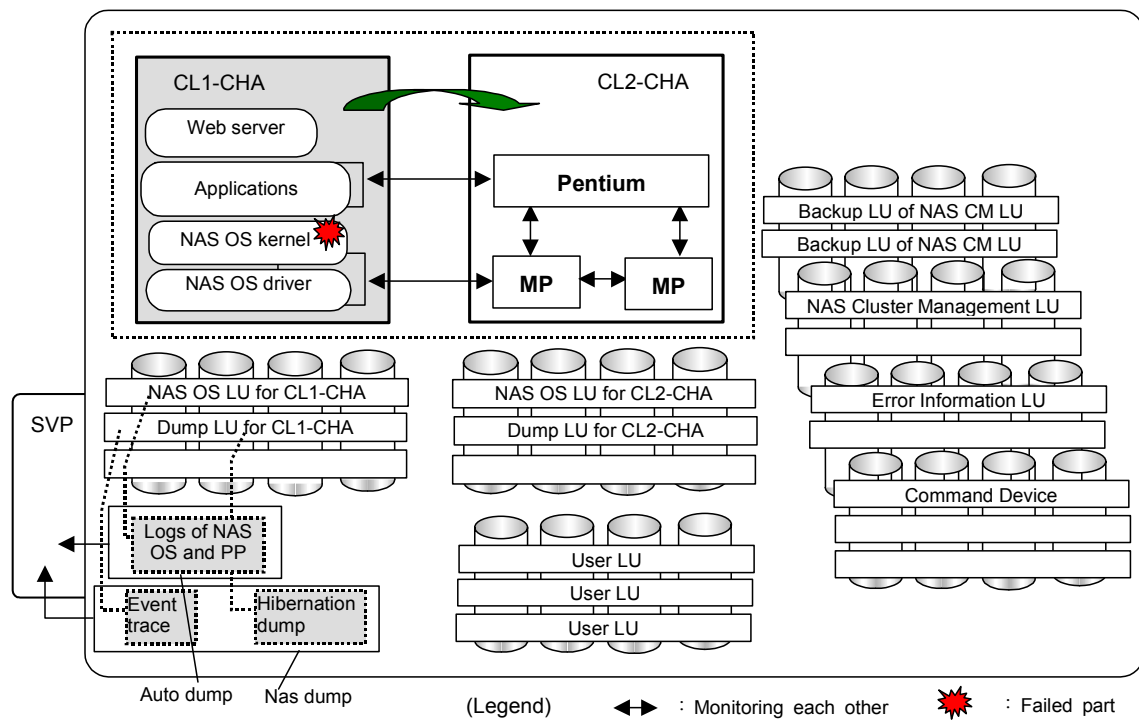 CL1-CHA
Web server
Applications
NAS OS kernel
NAS OS driver
CL2-CHA
Pentium
MP
MP
Backup LU of NAS CM LU
Backup LU of NAS CM LU
NAS Cluster Management LU
Error Information LU
Command Device
NAS OS LU for CL1-CHA
Dump LU for CL1-CHA
NAS OS LU for CL2-CHA
Dump LU for CL2-CHA
User LU
User LU
User LU
SVP
Logs of NAS
OS and PP
Event
trace
Hibernation
dump
Auto dump
Nas dump
(Legend)
: Monitoring each other
: Failed part